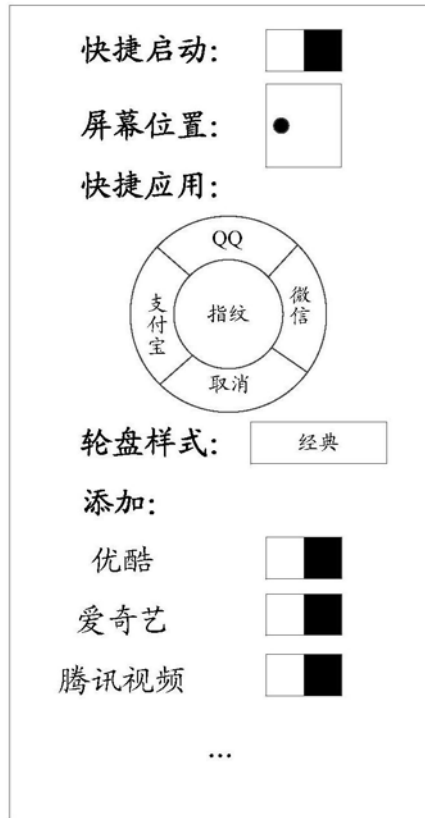 快捷启动：
屏幕位置：
快捷应用：
QQ
支付宝
指纹
微信
取消
轮盘样式：
经典
添加：
优酷
爱奇艺
腾讯视频
...